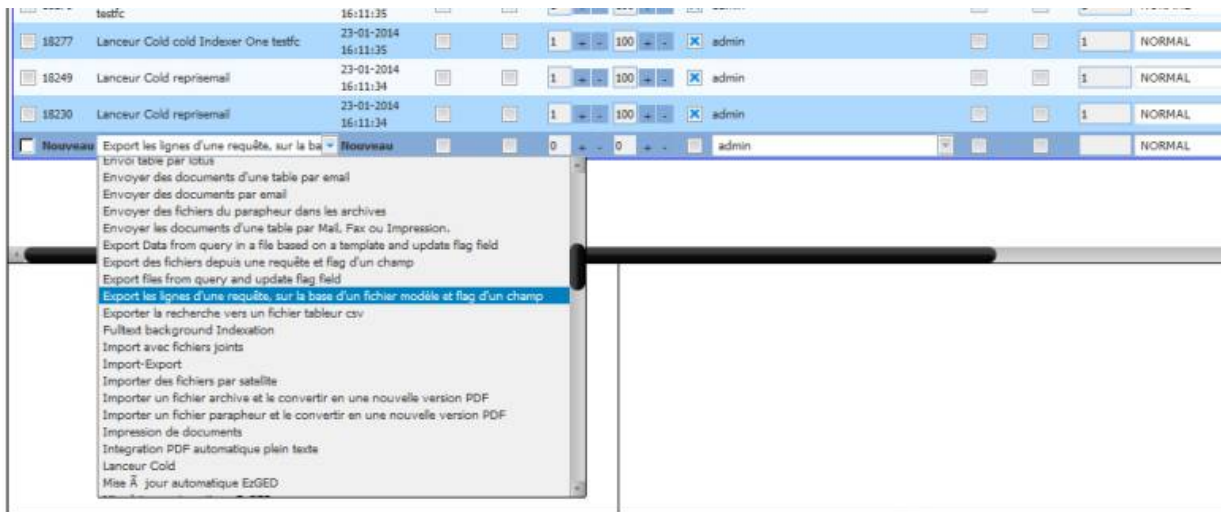 testfc 16:11:35
18277 Lanceur Cold cold Indexer One testfc 23-01-2014 16:11:35 1 + - 100 + - admin 1 NORMAL
18249 Lanceur Cold reprisemail 23-01-2014 16:11:34 1 + - 100 + - admin 1 NORMAL
18230 Lanceur Cold reprisemail 23-01-2014 16:11:34 1 + - 100 + - admin 1 NORMAL
Nouveau Export les lignes d'une requête, sur la ba Nouveau 0 + - 0 + - admin NORMAL
Envoi table par lotus
Envoyer des documents d'une table par email
Envoyer des documents par email
Envoyer des fichiers du parapheur dans les archives
Envoyer les documents d'une table par Mail, Fax ou Impression.
Export Data from query in a file based on a template and update flag field
Export des fichiers depuis une requête et flag d'un champ
Export files from query and update flag field
Export les lignes d'une requête, sur la base d'un fichier modèle et flag d'un champ
Exporter la recherche vers un fichier tableur csv
Fulltext background Indexation
Import avec fichiers joints
Import-Export
Importer des fichiers par satellite
Importer un fichier archive et le convertir en une nouvelle version PDF
Importer un fichier parapheur et le convertir en une nouvelle version PDF
Impression de documents
Integration PDF automatique plein texte
Lanceur Cold
Mise Ã jour automatique EzGED